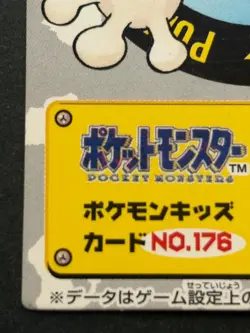 ポケットモンスター™
POCKET MONSTERS
ポケモンキッズ
カード NO.176
せっていじょう
※データはゲーム設定上の